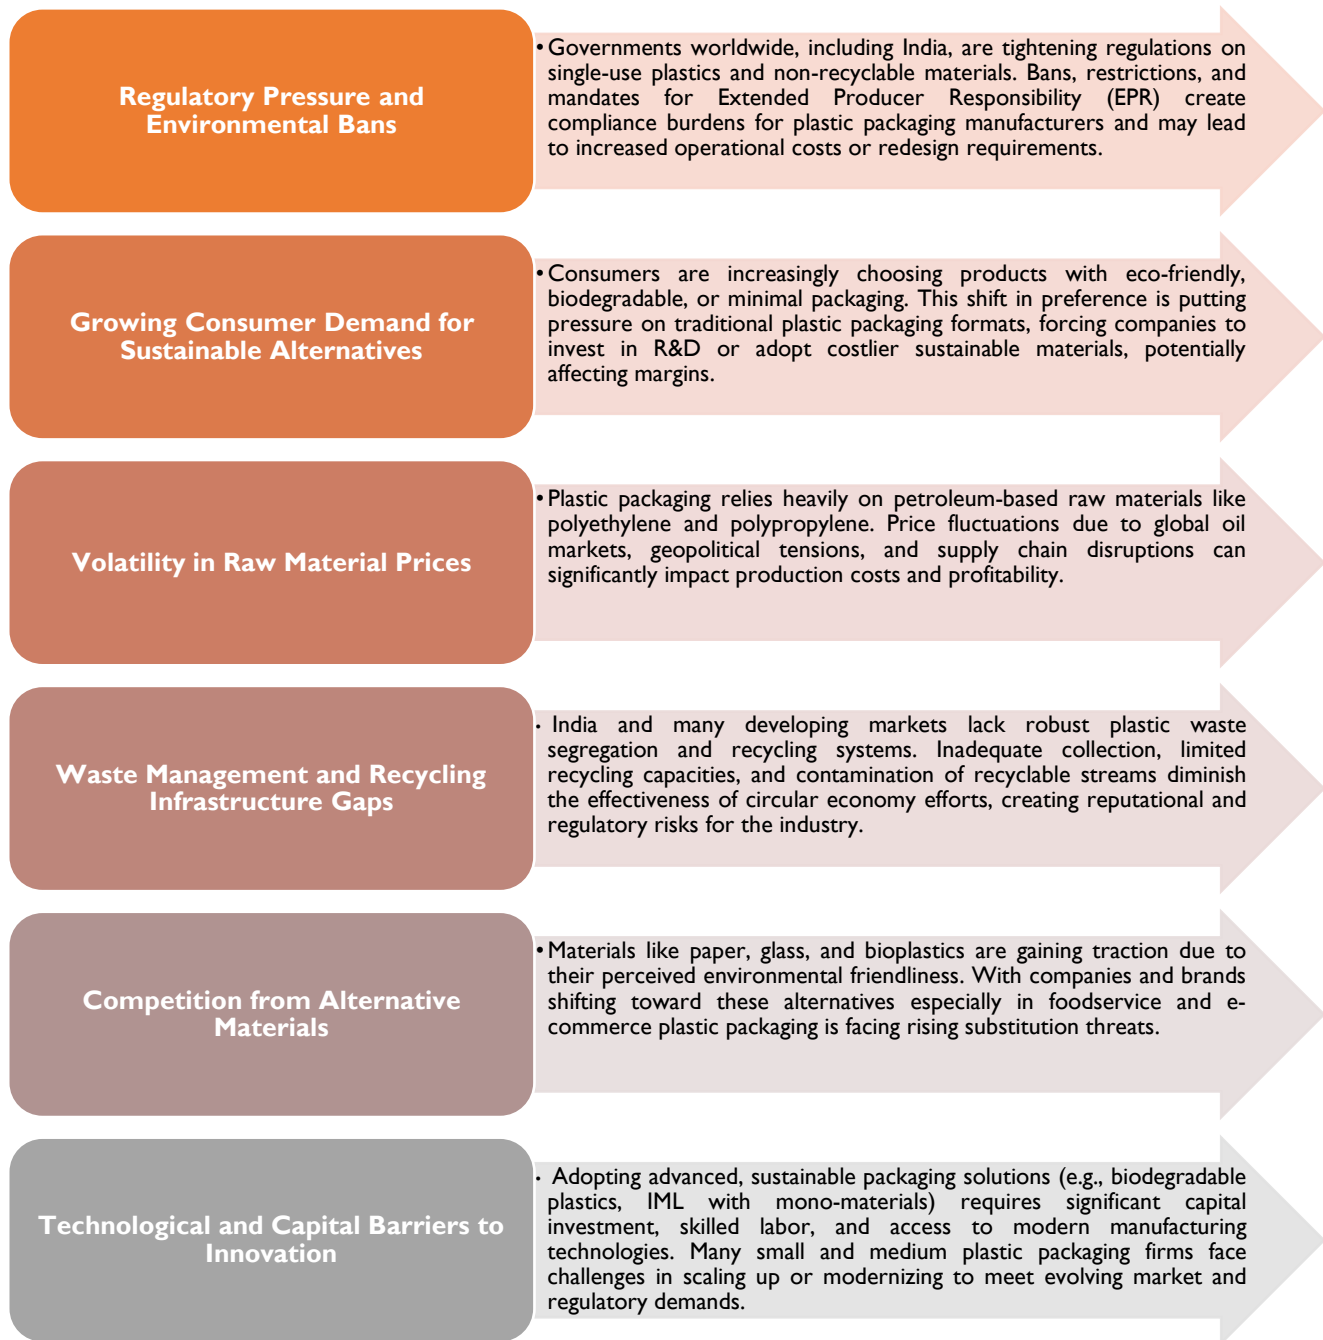 Regulatory Pressure and
Environmental Bans
• Governments worldwide, including India, are tightening regulations on
single-use plastics and non-recyclable materials. Bans, restrictions, and
mandates for Extended Producer Responsibility (EPR) create
compliance burdens for plastic packaging manufacturers and may lead
to increased operational costs or redesign requirements.
Growing Consumer Demand for
Sustainable Alternatives
• Consumers are increasingly choosing products with eco-friendly,
biodegradable, or minimal packaging. This shift in preference is putting
pressure on traditional plastic packaging formats, forcing companies to
invest in R&D or adopt costlier sustainable materials, potentially
affecting margins.
Volatility in Raw Material Prices
• Plastic packaging relies heavily on petroleum-based raw materials like
polyethylene and polypropylene. Price fluctuations due to global oil
markets, geopolitical tensions, and supply chain disruptions can
significantly impact production costs and profitability.
Waste Management and Recycling
Infrastructure Gaps
• India and many developing markets lack robust plastic waste
segregation and recycling systems. Inadequate collection, limited
recycling capacities, and contamination of recyclable streams diminish
the effectiveness of circular economy efforts, creating reputational and
regulatory risks for the industry.
Competition from Alternative
Materials
• Materials like paper, glass, and bioplastics are gaining traction due to
their perceived environmental friendliness. With companies and brands
shifting toward these alternatives especially in foodservice and e-
commerce plastic packaging is facing rising substitution threats.
Technological and Capital Barriers to
Innovation
• Adopting advanced, sustainable packaging solutions (e.g., biodegradable
plastics, IML with mono-materials) requires significant capital
investment, skilled labor, and access to modern manufacturing
technologies. Many small and medium plastic packaging firms face
challenges in scaling up or modernizing to meet evolving market and
regulatory demands.